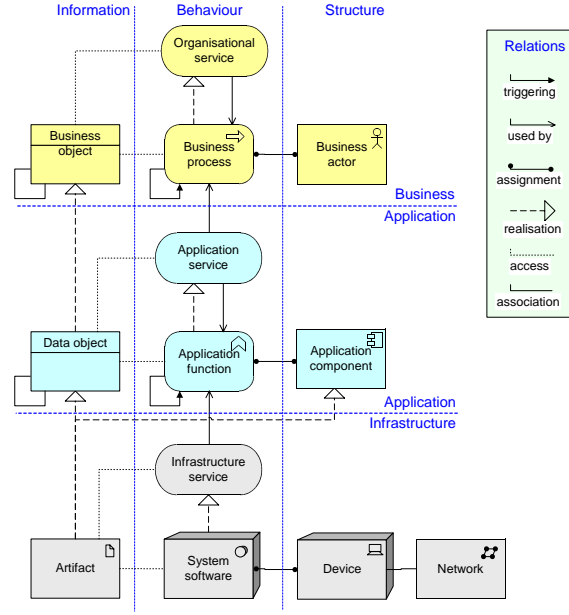 Information
Behaviour
Structure
Organisational
service
Relations
triggering
used by
assignment
realisation
access
association
Business
object
Business
process
Business
actor
Business
Application
Application
service
Data object
Application
function
Application
component
Application
Infrastructure
Infrastructure
service
Artifact
System
software
Device
Network